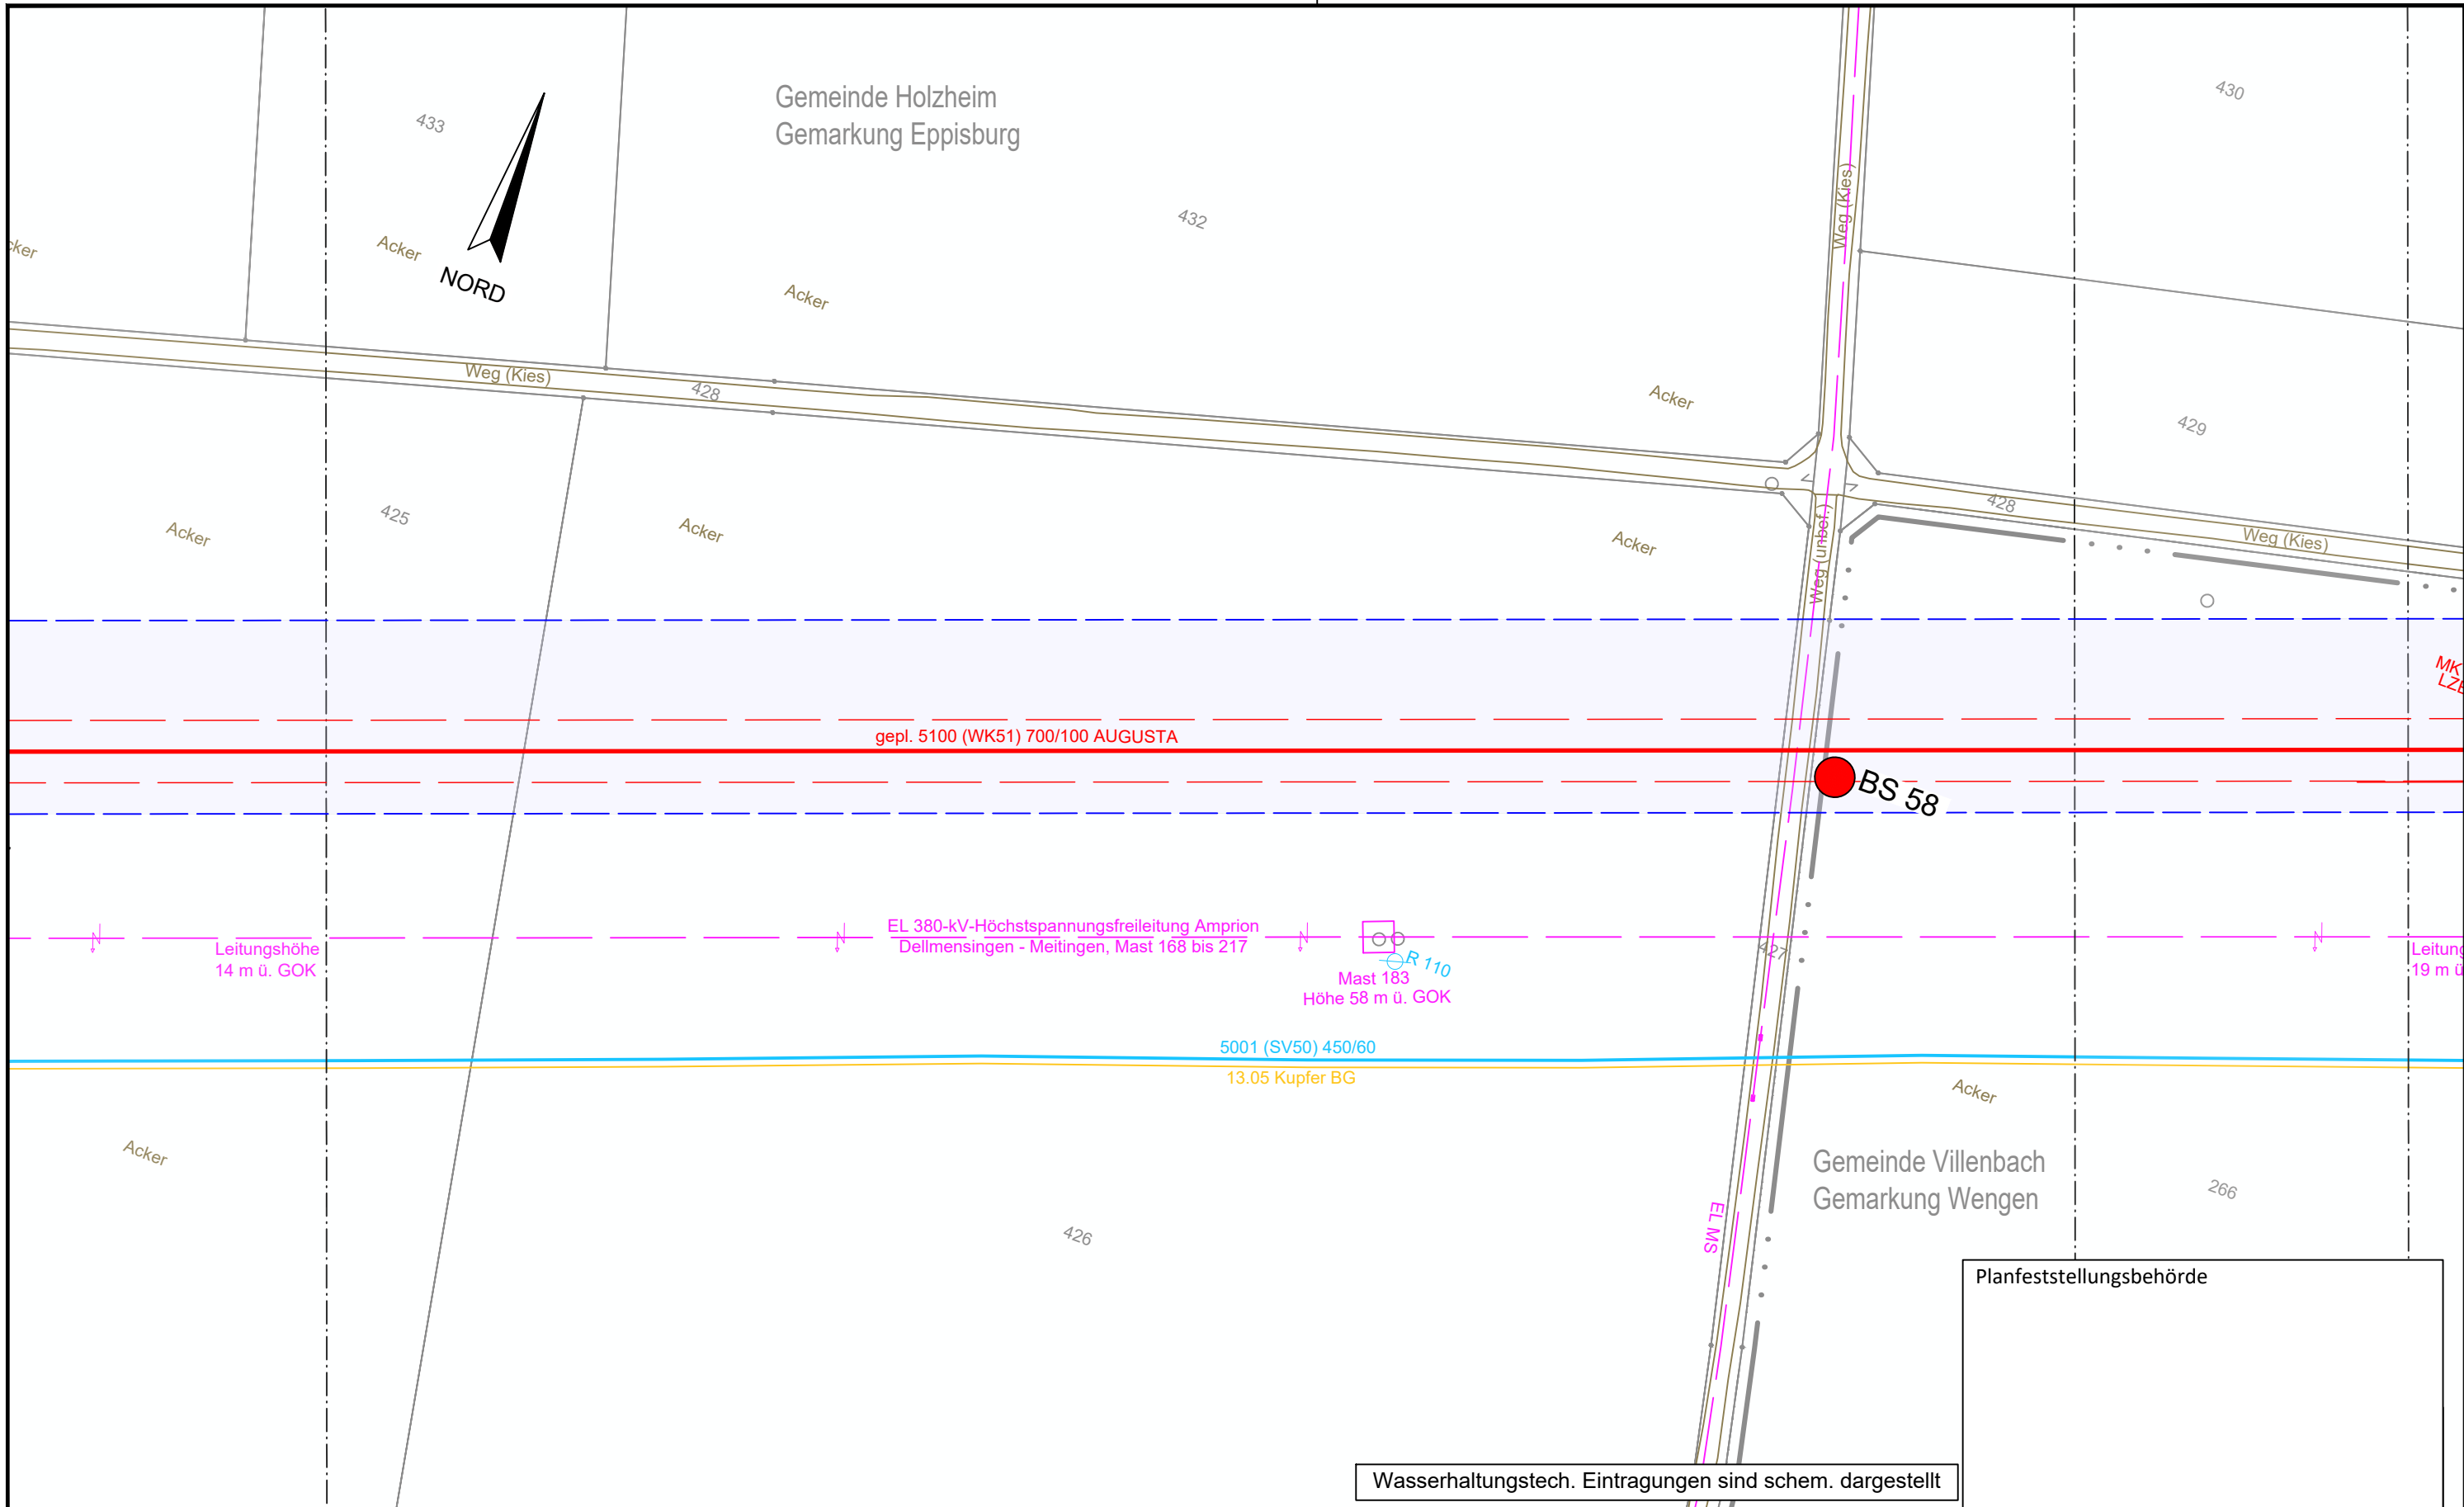 Gemeinde Holzheim
Gemarkung Eppisburg
430
433
432
Weg (Kies)
Acker
Acker
NORD
Acker
Weg (Kies)
428
Acker
429
428
Weg (Kies)
425
Acker
Acker
Acker
Weg (unbef.)
gepl. 5100 (WK51) 700/100 AUGUSTA
BS 58
EL 380-kV-Höchstspannungsfreileitung Amprion
Dellmensingen - Meitingen, Mast 168 bis 217
Leitungshöhe
14 m ü. GOK
R 110
Mast 183
Höhe 58 m ü. GOK
427
19 m ü
5001 (SV50) 450/60
13.05 Kupfer BG
Acker
Acker
Gemeinde Villenbach
Gemarkung Wengen
266
EL MS
426
Planfeststellungsbehörde
Wasserhaltungstech. Eintragungen sind schem. dargestellt